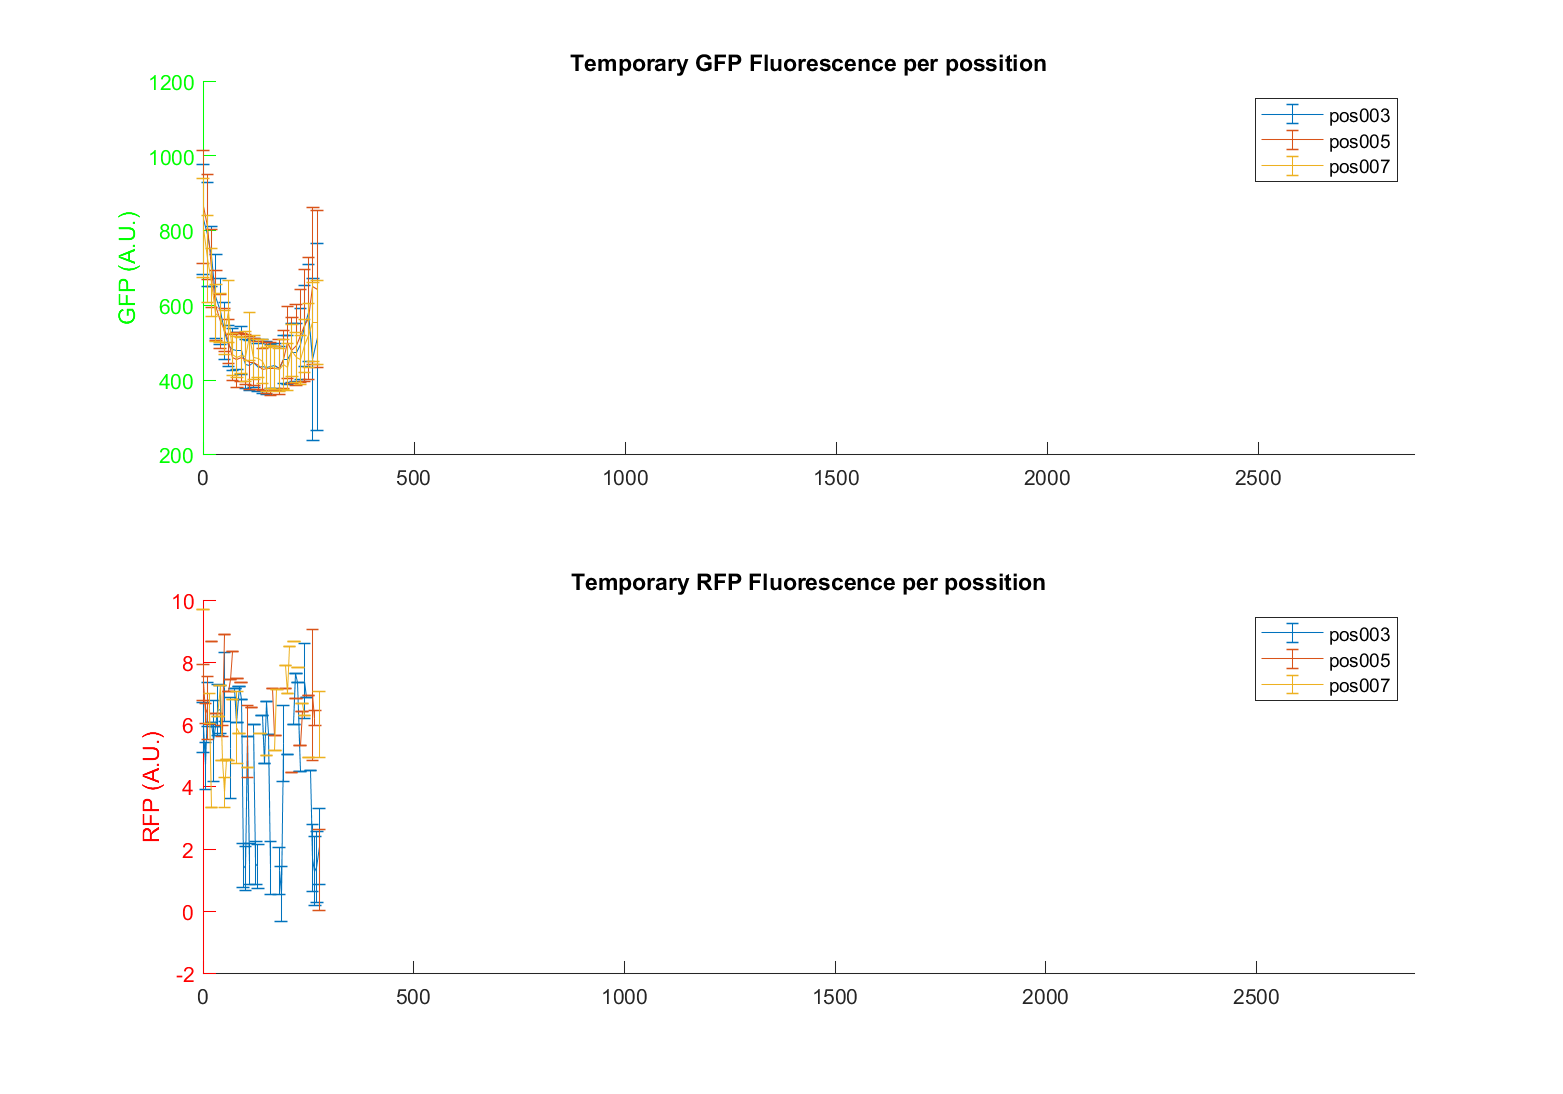 Temporary GFP Fluorescence per possition
1200
1000
800
600
400
200
GFP (A.U.)
0 500 1000 1500 2000 2500
pos003
pos005
pos007
Temporary RFP Fluorescence per possition
10
8
6
4
2
0
-2
RFP (A.U.)
0 500 1000 1500 2000 2500
pos003
pos005
pos007